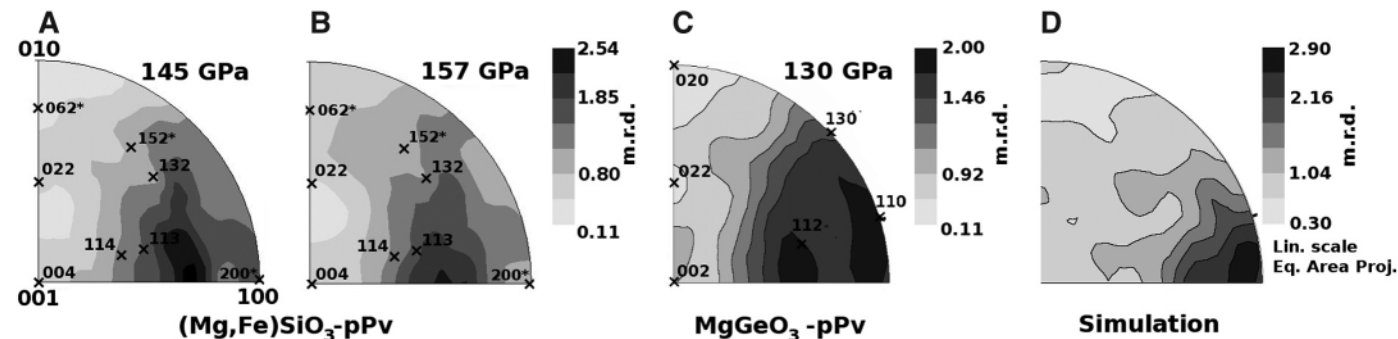 A
B
C
D
010
145 GPa
062*
152*
132
022
114
113
004
200*
001
100
157 GPa
062*
152*
132
022
114
113
004
200*
2.54
1.85
0.80
0.11
m.r.d.
(Mg,Fe)SiO3-pPv
130 GPa
020
130
022
110
112
002
2.00
1.46
0.92
0.11
m.r.d.
MgGeO3-pPv
2.90
2.16
1.04
0.30
m.r.d.
Lin. scale
Eq. Area Proj.
Simulation